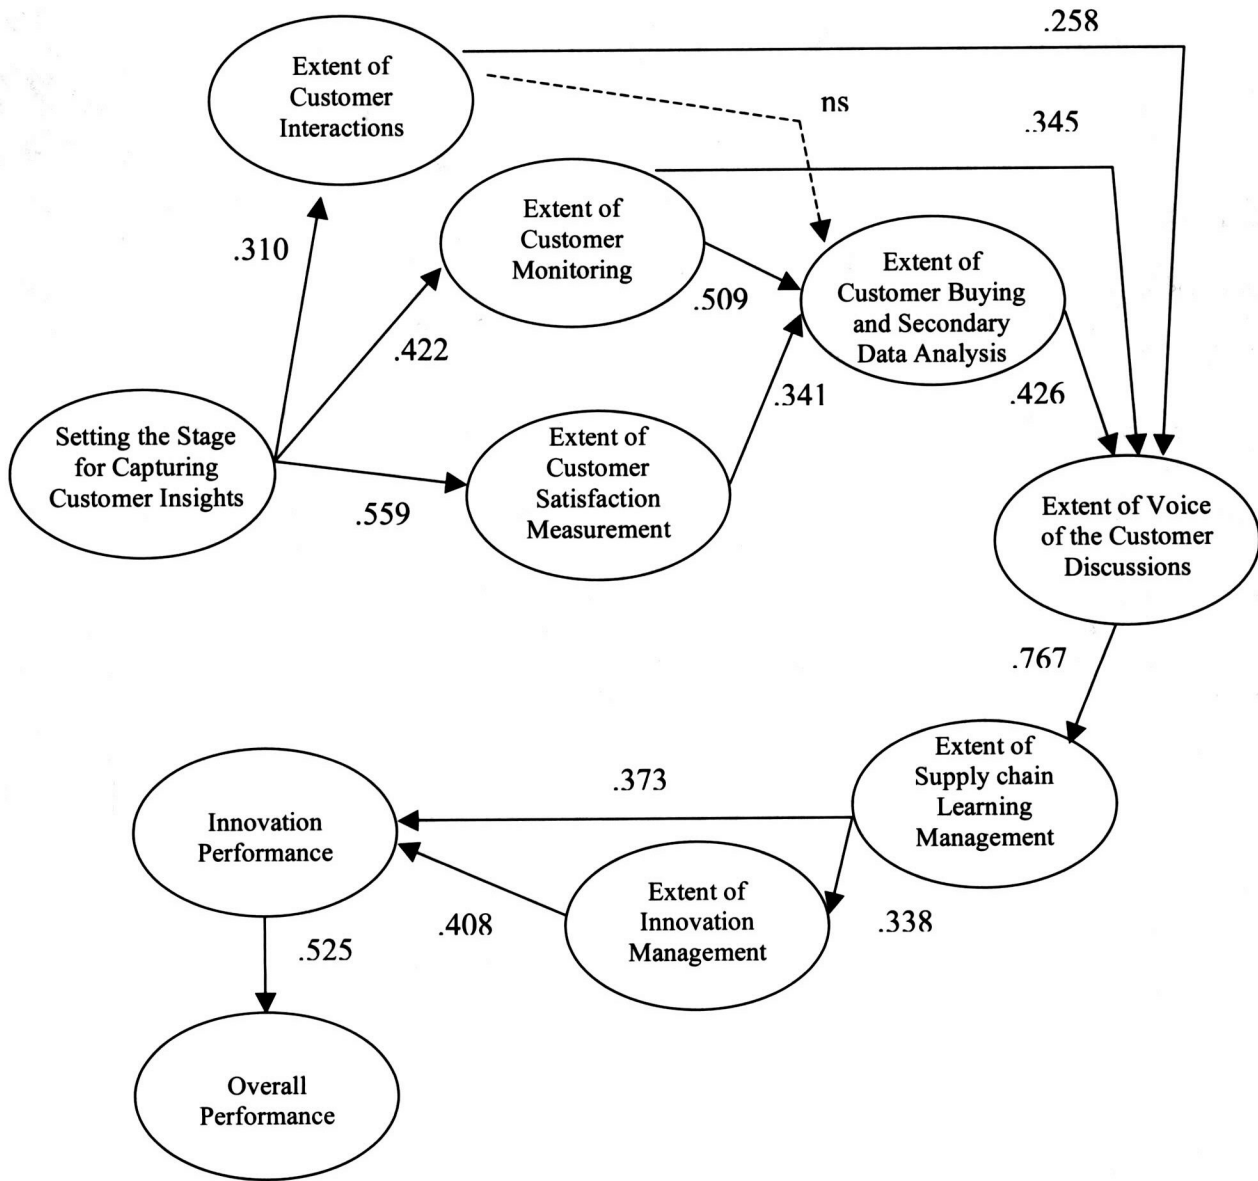 .258
Extent of
Customer
Interactions
ns
.345
Extent of
Customer
Monitoring
.310
Extent of
Customer Buying
and Secondary
Data Analysis
.509
.422
.341
.426
Setting the Stage
for Capturing
Customer Insights
Extent of
Customer
Satisfaction
Measurement
.559
Extent of Voice
of the Customer
Discussions
.767
Extent of
Supply chain
Learning
Management
.373
Innovation
Performance
Extent of
Innovation
Management
.408
.338
.525
Overall
Performance